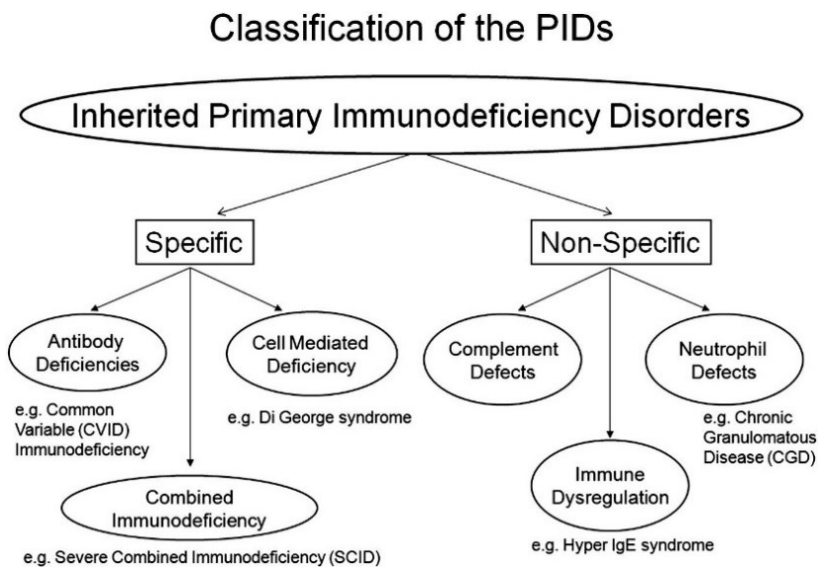 Classification of the PIDs
Inherited Primary Immunodeficiency Disorders
Specific
Non-Specific
Antibody
Deficiencies
e.g. Common
Variable (CVID)
Immunodeficiency
Cell Mediated
Deficiency
e.g. Di George syndrome
Combined
Immunodeficiency
e.g. Severe Combined Immunodeficiency (SCID)
Complement
Defects
Neutrophil
Defects
e.g. Chronic
Granulomatous
Disease (CGD)
Immune
Dysregulation
e.g. Hyper IgE syndrome